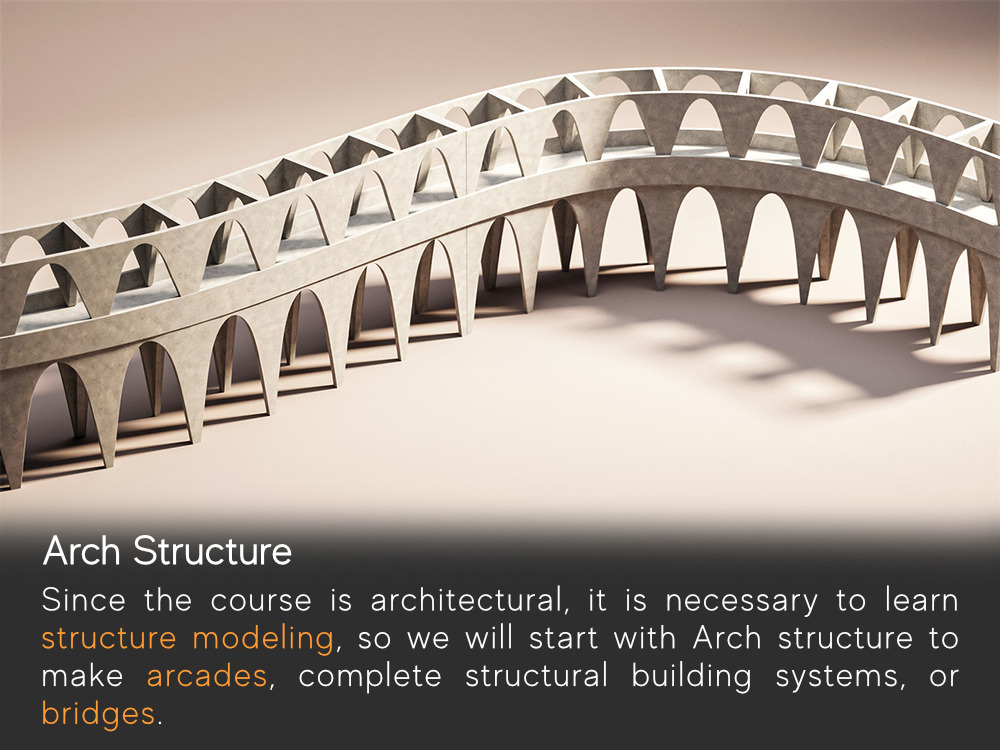 Arch Structure
Since the course is architectural, it is necessary to learn
structure modeling, so we will start with Arch structure to
make arcades, complete structural building systems, or
bridges.